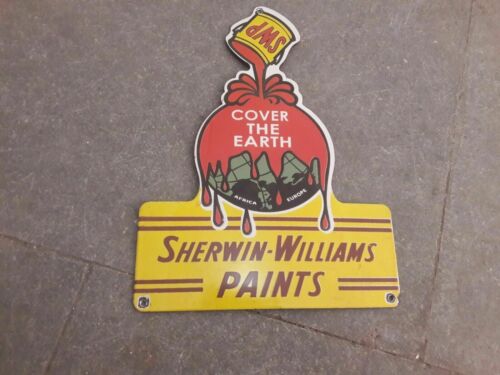 SWP
COVER
THE
EARTH
AFRICA EUROPE
SHERWIN-WILLIAMS
PAINTS